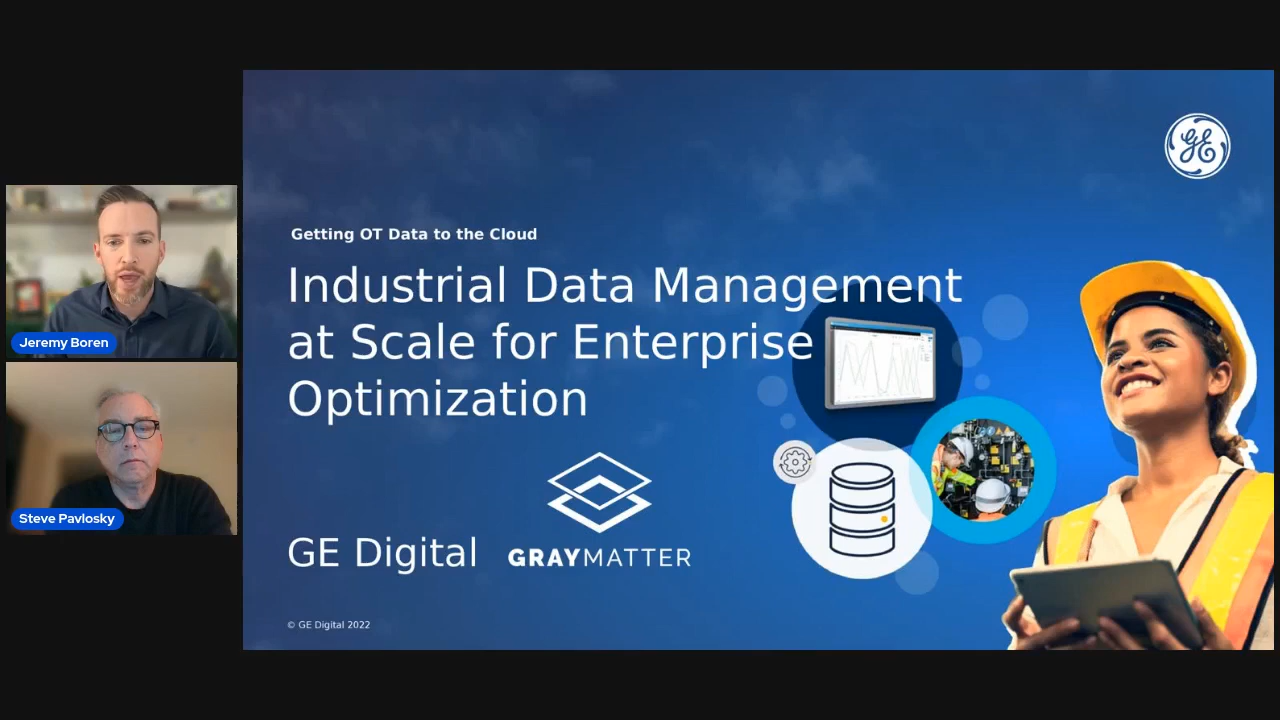 Getting OT Data to the Cloud
Industrial Data Management
at Scale for Enterprise
Optimization
GE Digital
GRAYMATTER
© GE Digital 2022
GE
Jeremy Boren
Steve Pavlosky